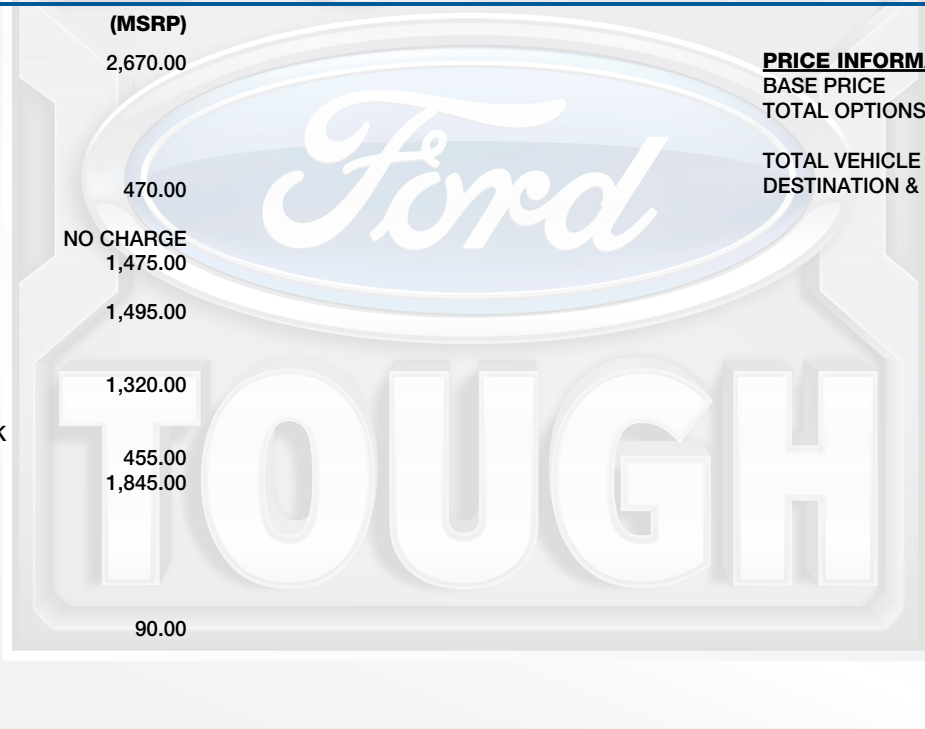 (MSRP)
2,670.00
470.00
NO CHARGE
1,475.00
1,495.00
1,320.00
K
455.00
1,845.00
90.00
PRICE INFORMA
BASE PRICE
TOTAL OPTIONS
TOTAL VEHICLE
DESTINATION &
Ford
TOUGH